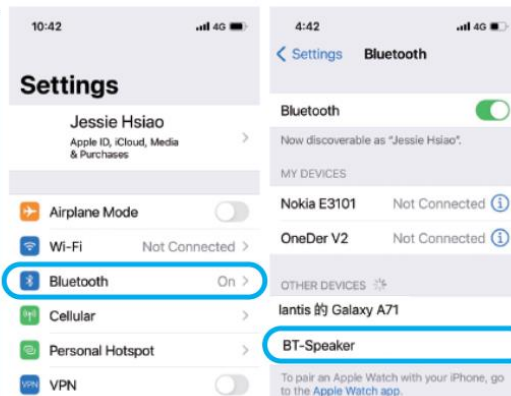 10:42
4G
Settings
Jessie Hsiao
Apple ID, iCloud, Media
& Purchases
Airplane Mode
Wi-Fi Not Connected
Bluetooth On
Cellular
Personal Hotspot
VPN VPN
4:42
4G
Settings Bluetooth
Bluetooth
Now discoverable as "Jessie Hsiao".
MY DEVICES
Nokia E3101 Not Connected
OneDer V2 Not Connected
OTHER DEVICES
lantis 的 Galaxy A71
BT-Speaker
To pair an Apple Watch with your iPhone, go
to the Apple Watch app.